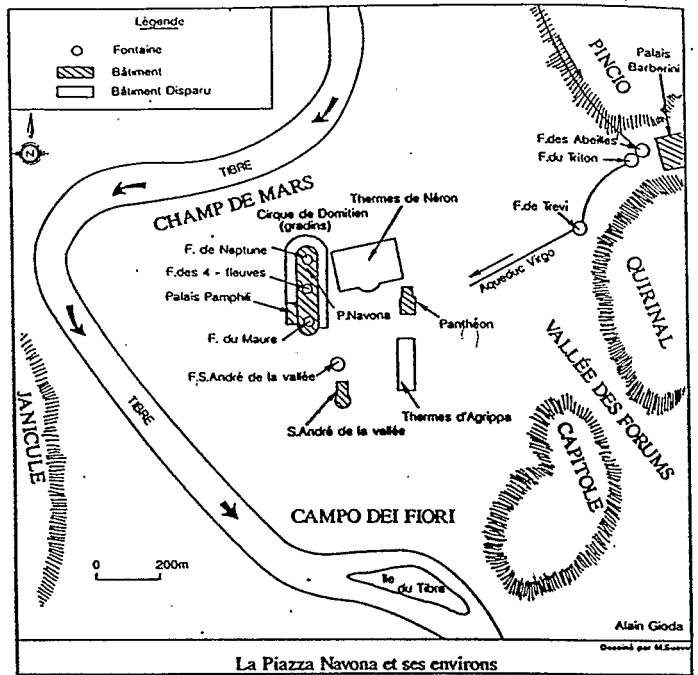 Légende
Fontaine
Bâtiment
Bâtiment Disparu
N
PINCIO
Palais
Barberini
F.des Abeilles
F.du Triton
TIBRE
CHAMP DE MARS
Thermes de Néron
Cirque de Domitien
(gradins)
F.de Trevi
F. de Neptune
F.des 4 - fleuves
Palais Pamphili
Aqueduc Virgo
P.Navona
Panthéon
F. du Maure
QUIRINAL
F.S.André de la vallée
VALLÉE DES FORUMS
JANICULE
TIBRE
S.André de la vallée
Thermes d'Agrippa
CAPITOLE
CAMPO DEI FIORI
0 200m
Ile
du Tibre
Alain Gioda
Dessiné par M.
La Piazza Navona et ses environs